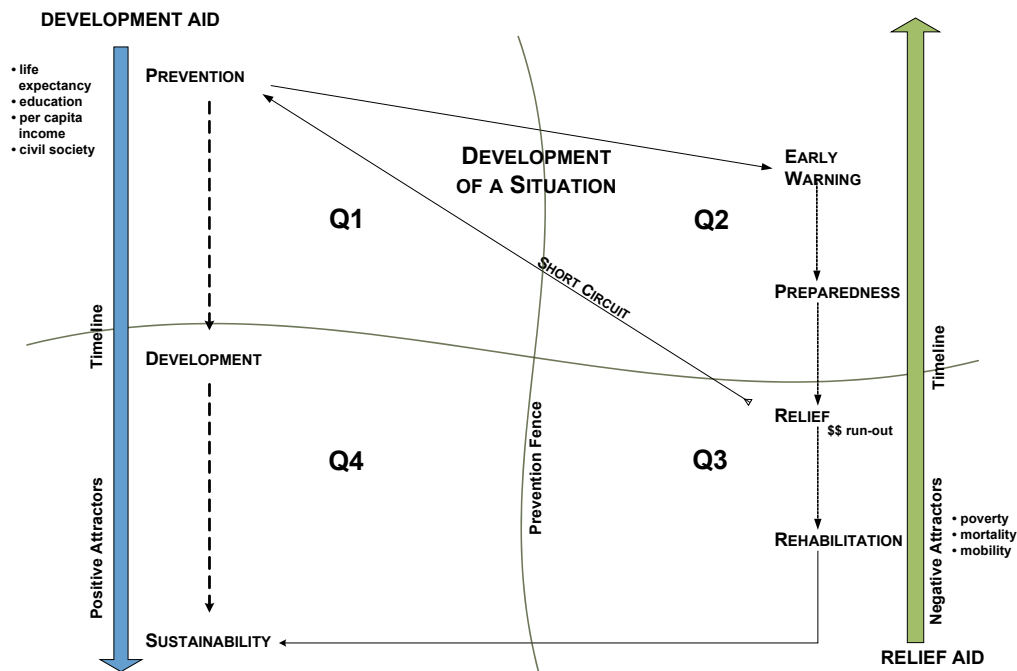 DEVELOPMENT AID
• life
expectancy
• education
• per capita
income
• civil society
PREVENTION
DEVELOPMENT
OF A SITUATION
EARLY
WARNING
Q1
Q2
SHORT CIRCUIT
PREPAREDNESS
Timeline
Timeline
DEVELOPMENT
RELIEF
$$ run-out
Prevention Fence
Q4
Q3
Positive Attractors
Negative Attractors
• poverty
• mortality
• mobility
REHABILITATION
SUSTAINABILITY
RELIEF AID